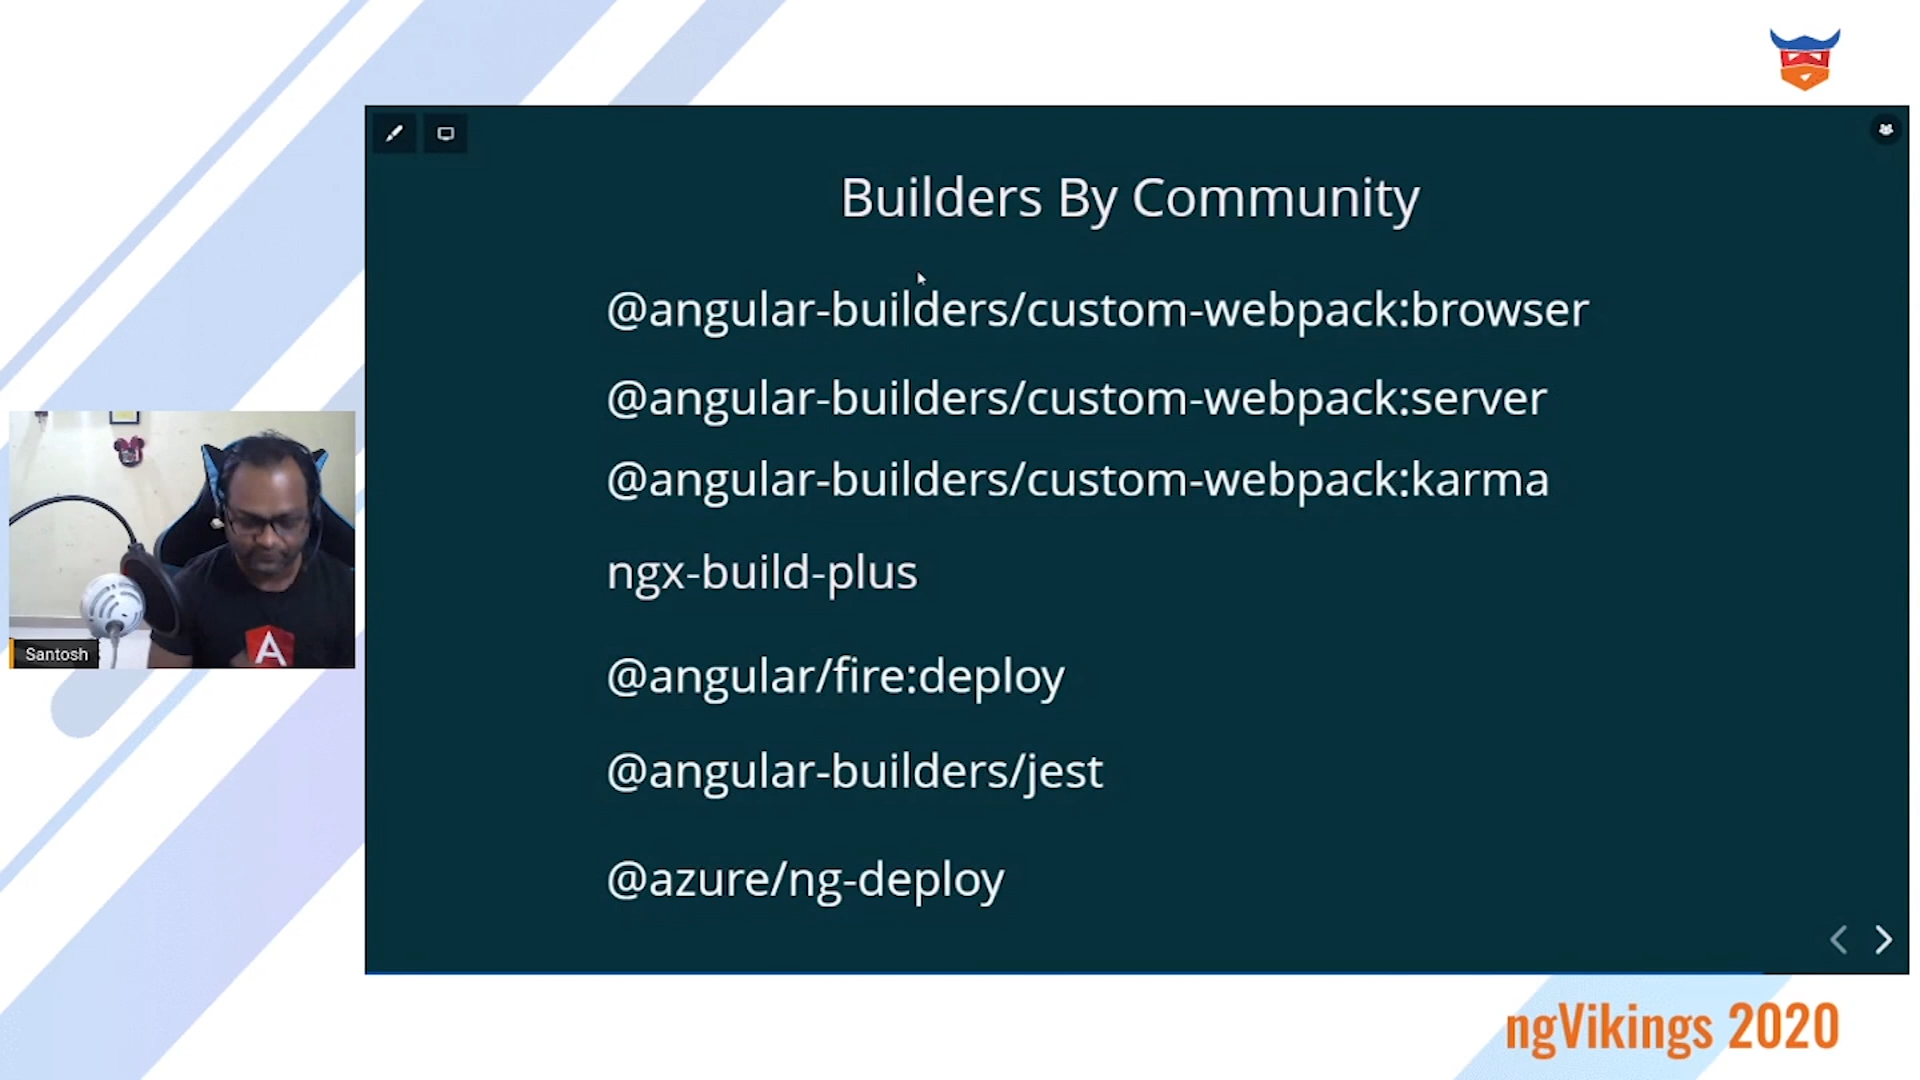 Builders By Community
@angular-builders/custom-webpack:browser
@angular-builders/custom-webpack:server
@angular-builders/custom-webpack:karma
ngx-build-plus
@angular/fire:deploy
@angular-builders/jest
@azure/ng-deploy
A
Santosh
ngVikings 2020